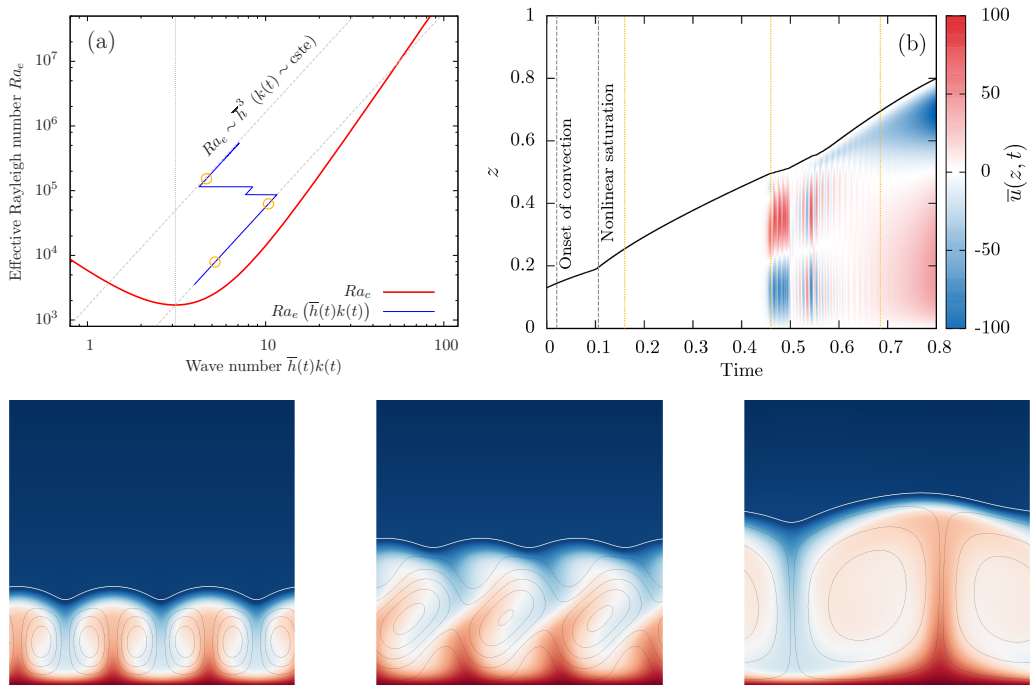 (a)
Effective Rayleigh number Ra_e
10^7
10^6
10^5
10^4
10^3
Ra_e ∼ h̅^3 (k(t) ∼ cste)
Ra_c
Ra_e (h̅(t)k(t))
1
10
100
Wave number h̅(t)k(t)
(b)
z
1
0.8
0.6
0.4
0.2
0
Onset of convection
Nonlinear saturation
0
0.1
0.2
0.3
0.4
0.5
0.6
0.7
0.8
Time
100
50
0
-50
-100
u̅(z, t)